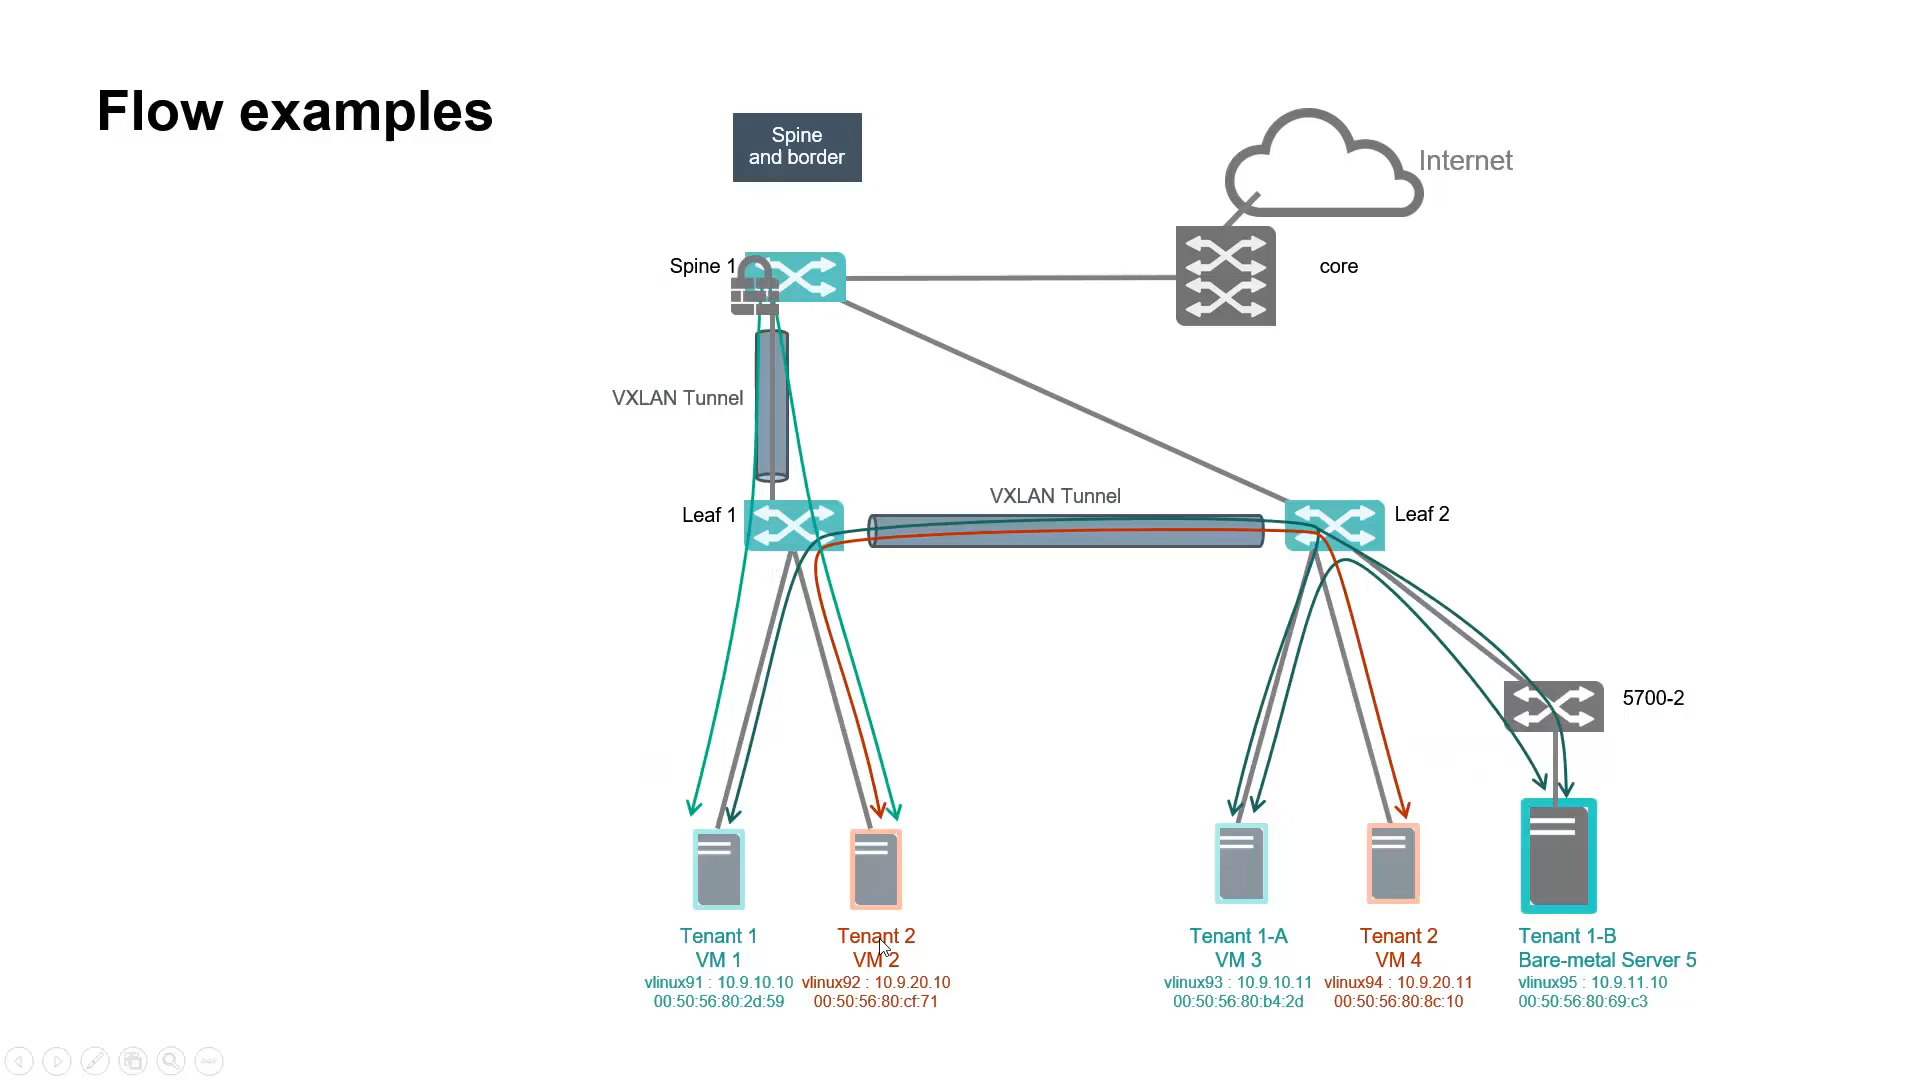 Flow examples
Spine
and border
Internet
Spine 1
core
VXLAN Tunnel
VXLAN Tunnel
Leaf 1
Leaf 2
5700-2
Tenant 1
VM 1
vlinux91 : 10.9.10.10
00:50:56:80:2d:59
Tenant 2
VM 2
vlinux92 : 10.9.20.10
00:50:56:80:cf:71
Tenant 1-A
VM 3
vlinux93 : 10.9.10.11
00:50:56:80:b4:2d
Tenant 2
VM 4
vlinux94 : 10.9.20.11
00:50:56:80:8c:10
Tenant 1-B
Bare-metal Server 5
vlinux95 : 10.9.11.10
00:50:56:80:69:c3